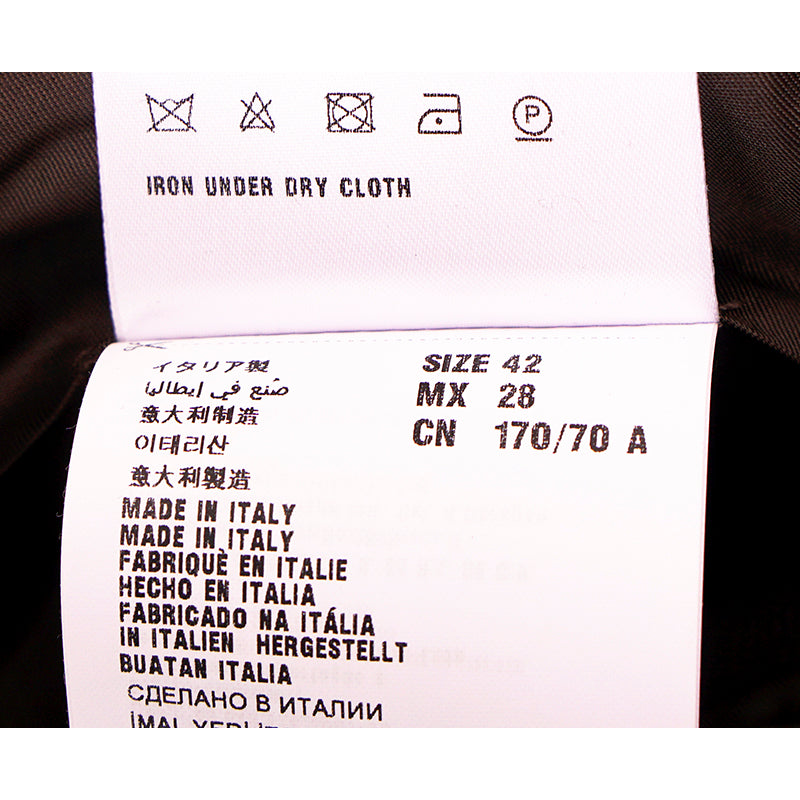 P
IRON UNDER DRY CLOTH
イタリア製
صُنع في إيطاليا
意大利制造
이태리산
意大利製造
MADE IN ITALY
MADE IN ITALY
FABRIQUÈ EN ITALIE
HECHO EN ITALIA
FABRICADO NA ITÁLIA
IN ITALIEN HERGESTELLT
BUATAN ITALIA
СДЕЛАНО В ИТАЛИИ
SIZE 42
MX 28
CN 170/70 A